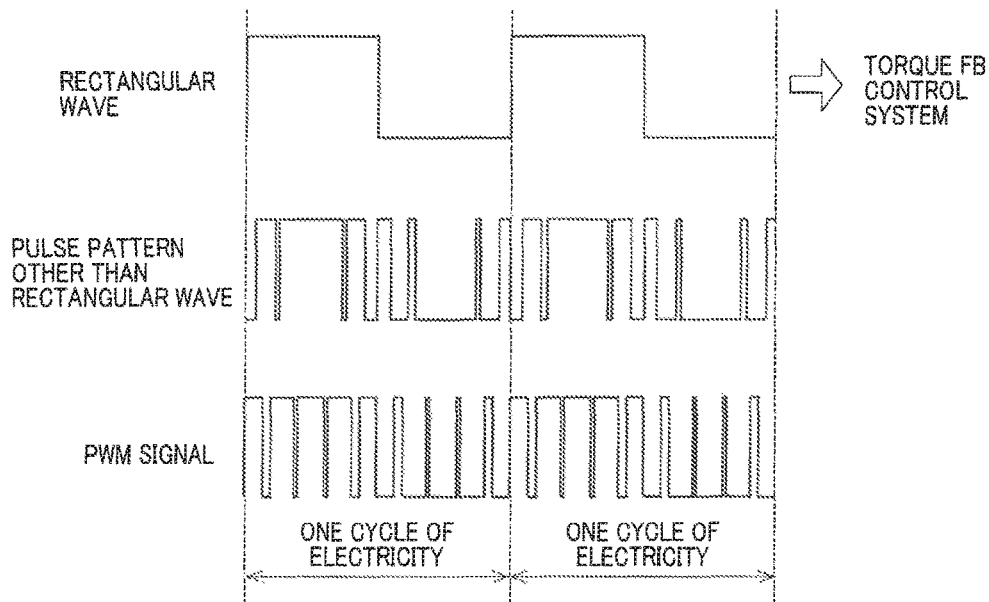 RECTANGULAR
WAVE
TORQUE FB
CONTROL
SYSTEM
PULSE PATTERN
OTHER THAN
RECTANGULAR WAVE
PWM SIGNAL
ONE CYCLE OF
ELECTRICITY
ONE CYCLE OF
ELECTRICITY